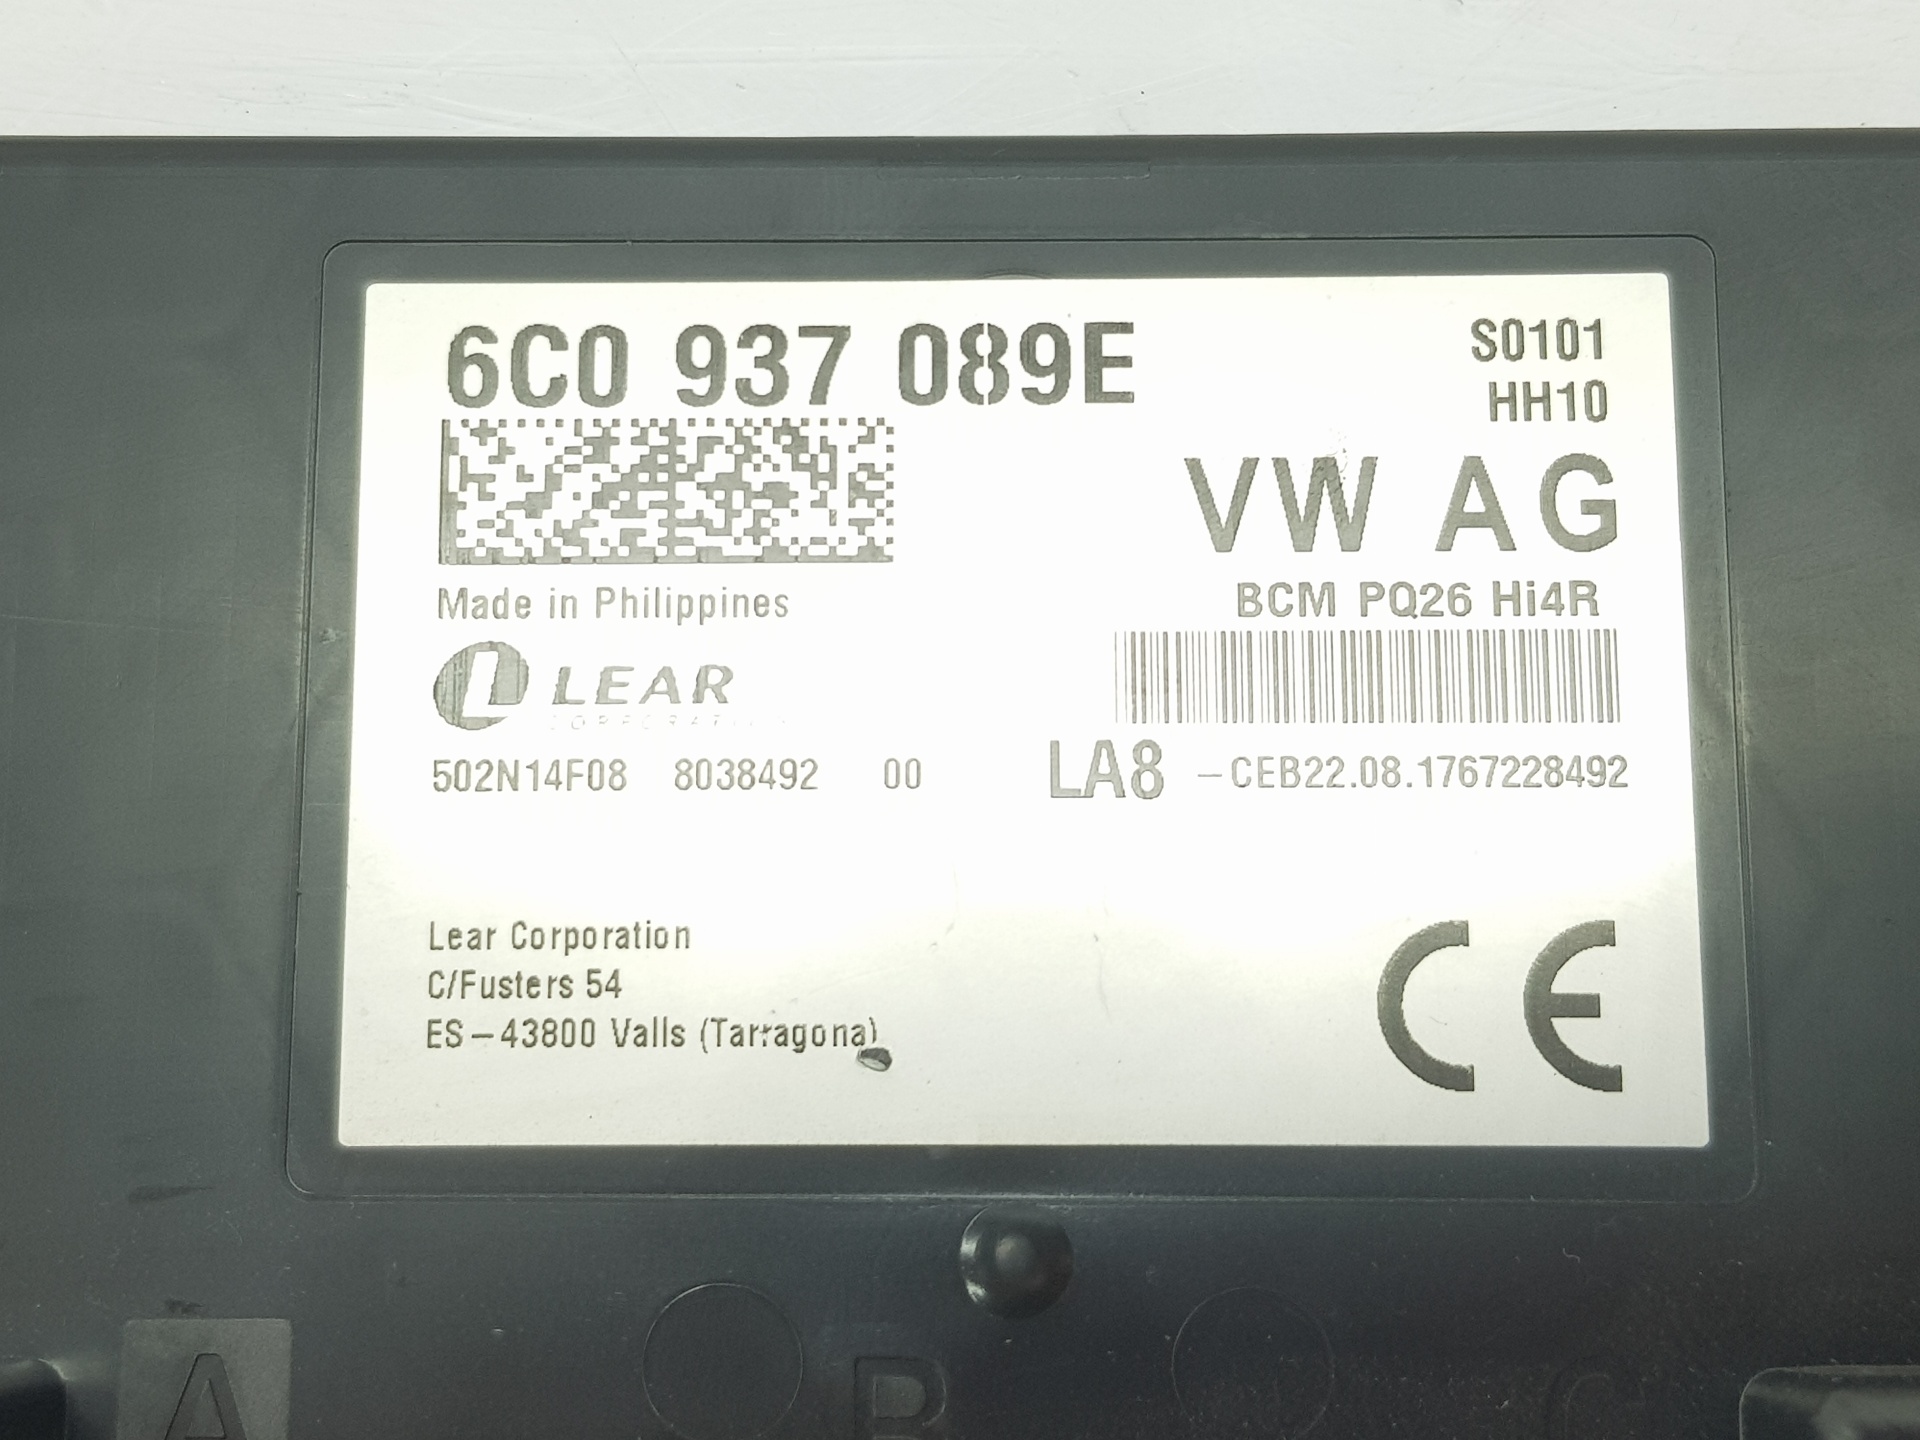 6C0 937 089E
S0101
HH10
VW AG
Made in Philippines
BCM PQ26 Hi4R
LEAR
CORPORATION
502N14F08 8038492 00
LA8 -CEB22.08.1767228492
Lear Corporation
C/Fusters 54
ES-43800 Valls (Tarragona)
CE
A B C